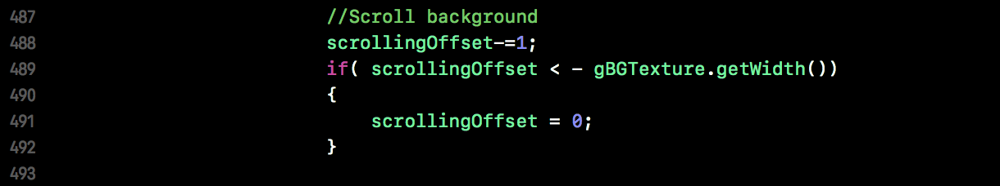 487 //Scroll background
488 scrollingOffset-=1;
489 if( scrollingOffset < - gBGTexture.getWidth())
490 {
491 scrollingOffset = 0;
492 }
493